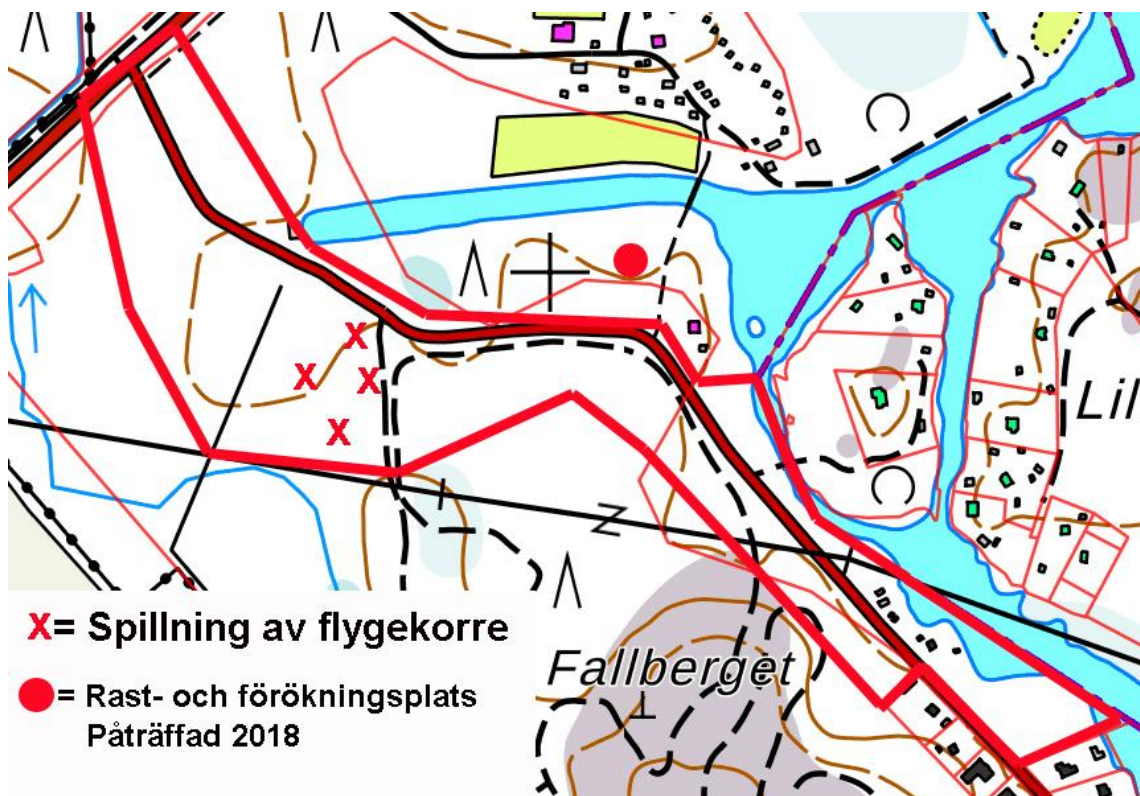 Lil
Z
Fallberget
X X X X
X= Spillning av flygekorre
= Rast- och förökningsplats
Påträffad 2018